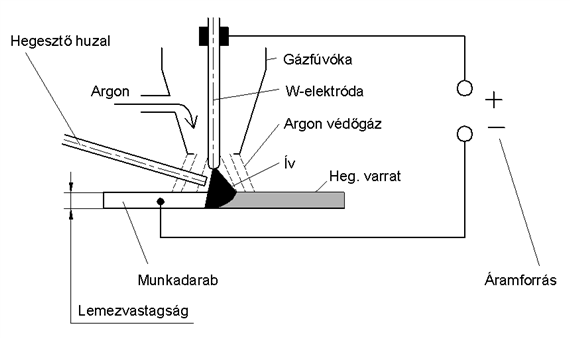 Hegesztő huzal
Gázfúvóka
Argon
W-elektróda
+
Argon védőgáz
−
Ív
Heg. varrat
Munkadarab
Áramforrás
Lemezvastagság